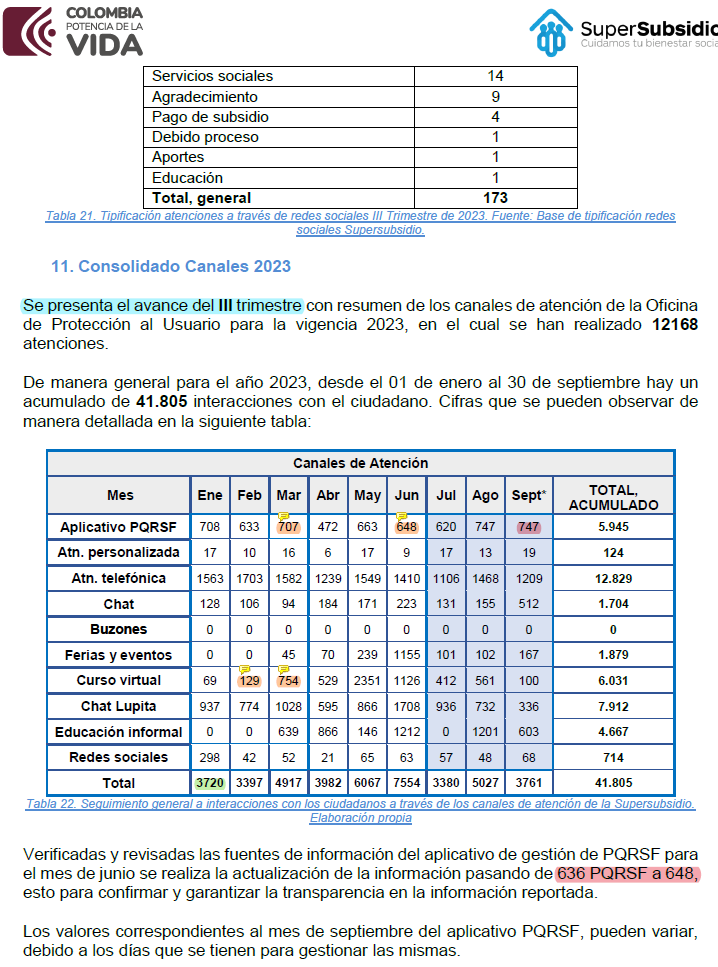 COLOMBIA
POTENCIA DE LA
VIDA
SuperSubsidio
Cuidamos tu bienestar socia
Servicios sociales 14
Agradecimiento 9
Pago de subsidio 4
Debido proceso 1
Aportes 1
Educación 1
Total, general 173
Tabla 21. Tipificación atenciones a través de redes sociales III Trimestre de 2023. Fuente: Base de tipificación redes
sociales Supersubsidio.
11. Consolidado Canales 2023
Se presenta el avance del III trimestre con resumen de los canales de atención de la Oficina
de Protección al Usuario para la vigencia 2023, en el cual se han realizado 12168
atenciones.
De manera general para el año 2023, desde el 01 de enero al 30 de septiembre hay un
acumulado de 41.805 interacciones con el ciudadano. Cifras que se pueden observar de
manera detallada en la siguiente tabla:
Canales de Atención
Mes Ene Feb Mar Abr May Jun Jul Ago Sept* TOTAL,
ACUMULADO
Aplicativo PQRSF 708 633 707 472 663 648 620 747 747 5.945
Atn. personalizada 17 10 16 6 17 9 17 13 19 124
Atn. telefónica 1563 1703 1582 1239 1549 1410 1106 1468 1209 12.829
Chat 128 106 94 184 171 223 131 155 512 1.704
Buzones 0 0 0 0 0 0 0 0 0 0
Ferias y eventos 0 0 45 70 239 1155 101 102 167 1.879
Curso virtual 69 129 754 529 2351 1126 412 561 100 6.031
Chat Lupita 937 774 1028 595 866 1708 936 732 336 7.912
Educación informal 0 0 639 866 146 1212 0 1201 603 4.667
Redes sociales 298 42 52 21 65 63 57 48 68 714
Total 3720 3397 4917 3982 6067 7554 3380 5027 3761 41.805
Tabla 22. Seguimiento general a interacciones con los ciudadanos a través de los canales de atención de la Supersubsidio.
Elaboración propia
Verificadas y revisadas las fuentes de información del aplicativo de gestión de PQRSF para
el mes de junio se realiza la actualización de la información pasando de 636 PQRSF a 648,
esto para confirmar y garantizar la transparencia en la información reportada.
Los valores correspondientes al mes de septiembre del aplicativo PQRSF, pueden variar,
debido a los días que se tienen para gestionar las mismas.